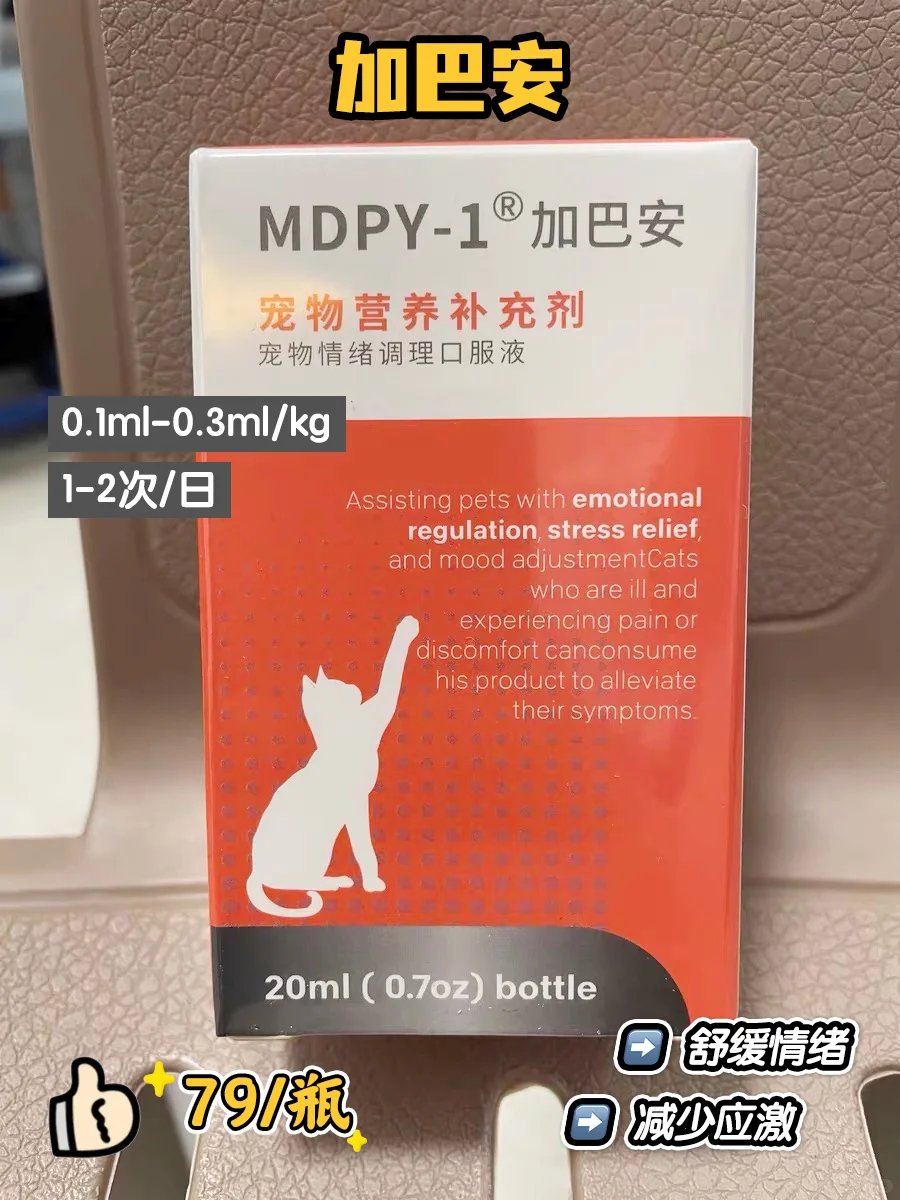 加巴安
MDPY-1® 加巴安
宠物营养补充剂
宠物情绪调理口服液
0.1ml-0.3ml/kg
1-2次/日
Assisting pets with emotional
regulation, stress relief,
and mood adjustmentCats
who are ill and
experiencing pain or
discomfort canconsume
his product to alleviate
their symptoms.
20ml ( 0.7oz) bottle
➡️ 舒缓情绪
79/瓶
➡️ 减少应激